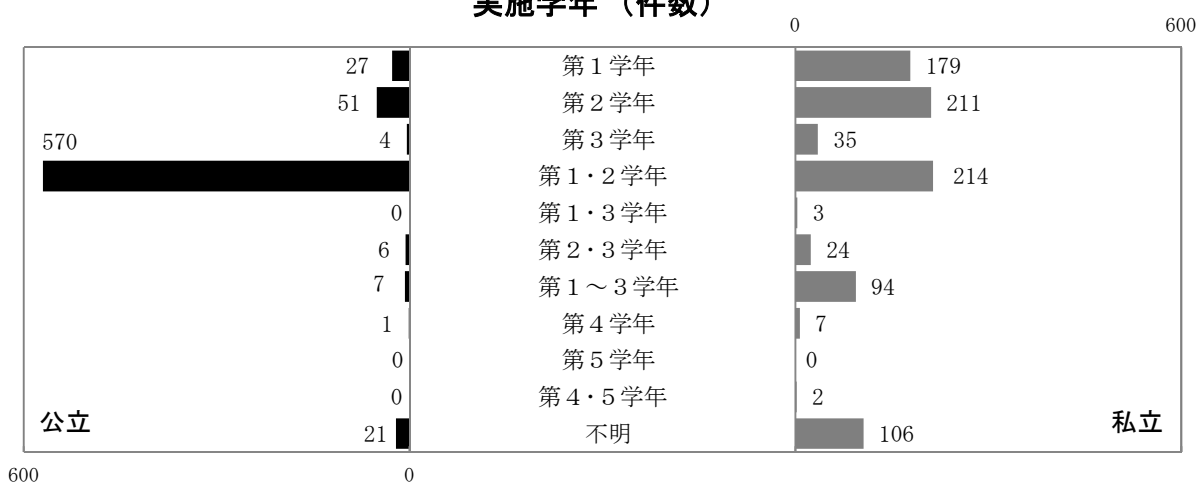 実施学年（件数）
0 600
27 第１学年 179
51 第２学年 211
4 第３学年 35
570 第１・２学年 214
0 第１・３学年 3
6 第２・３学年 24
7 第１～３学年 94
1 第４学年 7
0 第５学年 0
0 第４・５学年 2
公立 21 不明 106 私立
600 0